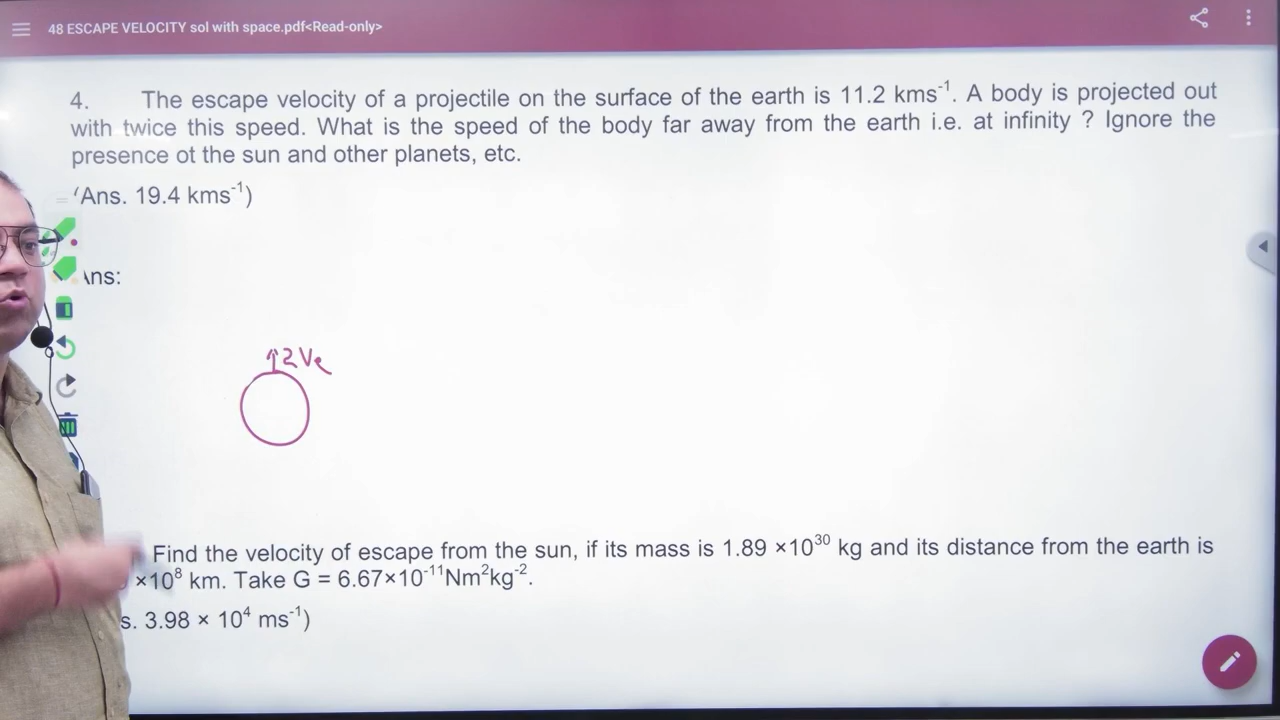 48 ESCAPE VELOCITY sol with space.pdf<Read-only>
4. The escape velocity of a projectile on the surface of the earth is 11.2 kms⁻¹. A body is projected out
with twice this speed. What is the speed of the body far away from the earth i.e. at infinity ? Ignore the
presence ot the sun and other planets, etc.
(Ans. 19.4 kms⁻¹)
Ans:
2Ve
Find the velocity of escape from the sun, if its mass is 1.89 ×10³⁰ kg and its distance from the earth is
×10⁸ km. Take G = 6.67×10⁻¹¹Nm²kg⁻².
s. 3.98 × 10⁴ ms⁻¹)